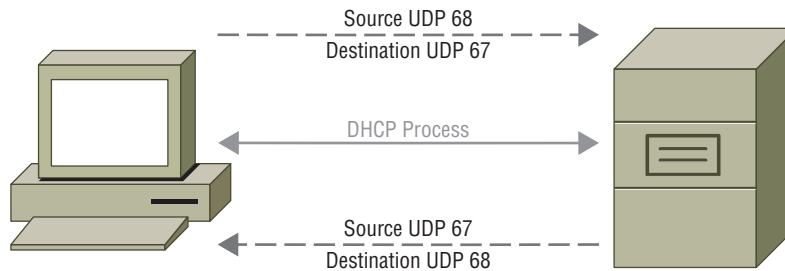 Source UDP 68
Destination UDP 67
DHCP Process
Source UDP 67
Destination UDP 68